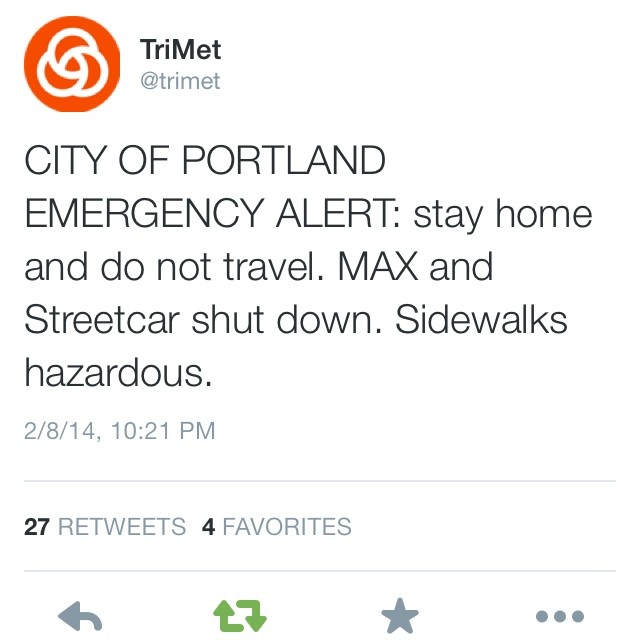 TriMet
@trimet
CITY OF PORTLAND
EMERGENCY ALERT: stay home
and do not travel. MAX and
Streetcar shut down. Sidewalks
hazardous.
2/8/14, 10:21 PM
27 RETWEETS 4 FAVORITES